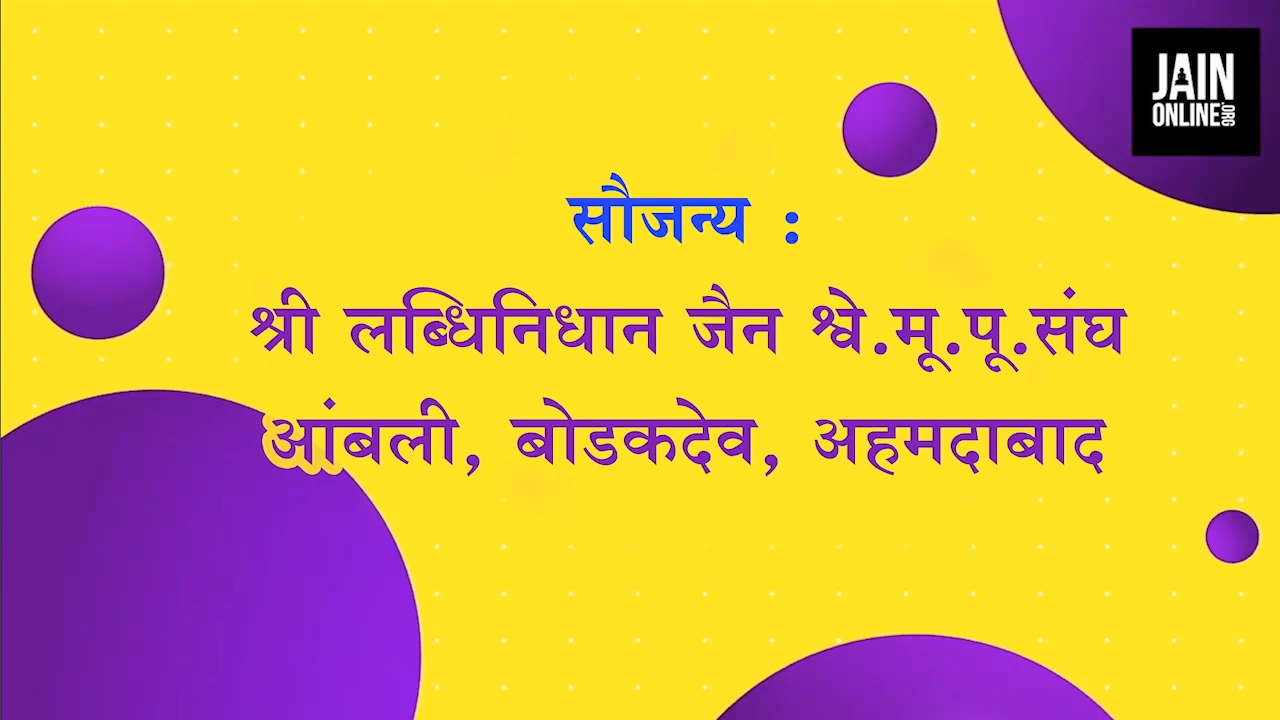 JAIN
ONLINE.ORG
सौजन्य :
श्री लब्धिनिधान जैन श्वे.मू.पू.संघ
आंबली, बोडकदेव, अहमदाबाद